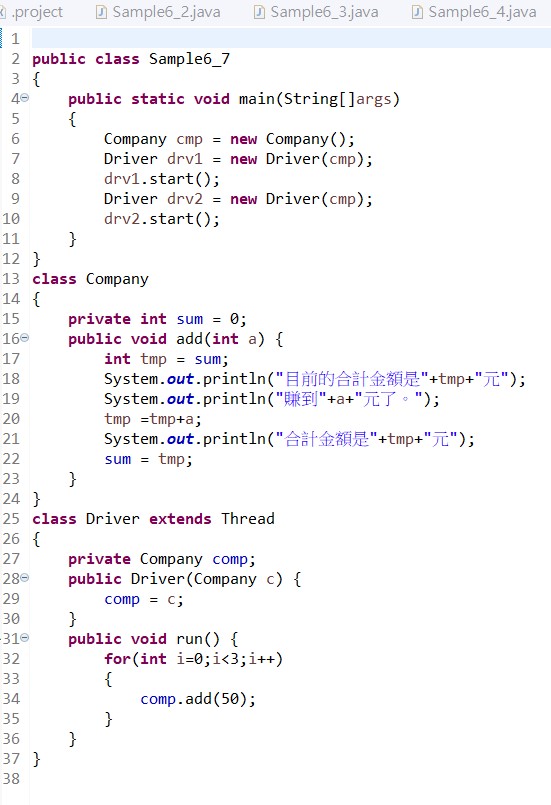 .project Sample6_2.java Sample6_3.java Sample6_4.java
1
2 public class Sample6_7
3 {
4 public static void main(String[]args)
5 {
6 Company cmp = new Company();
7 Driver drv1 = new Driver(cmp);
8 drv1.start();
9 Driver drv2 = new Driver(cmp);
10 drv2.start();
11 }
12 }
13 class Company
14 {
15 private int sum = 0;
16 public void add(int a) {
17 int tmp = sum;
18 System.out.println("目前的合計金額是"+tmp+"元");
19 System.out.println("賺到"+a+"元了。");
20 tmp =tmp+a;
21 System.out.println("合計金額是"+tmp+"元");
22 sum = tmp;
23 }
24 }
25 class Driver extends Thread
26 {
27 private Company comp;
28 public Driver(Company c) {
29 comp = c;
30 }
31 public void run() {
32 for(int i=0;i<3;i++)
33 {
34 comp.add(50);
35 }
36 }
37 }
38